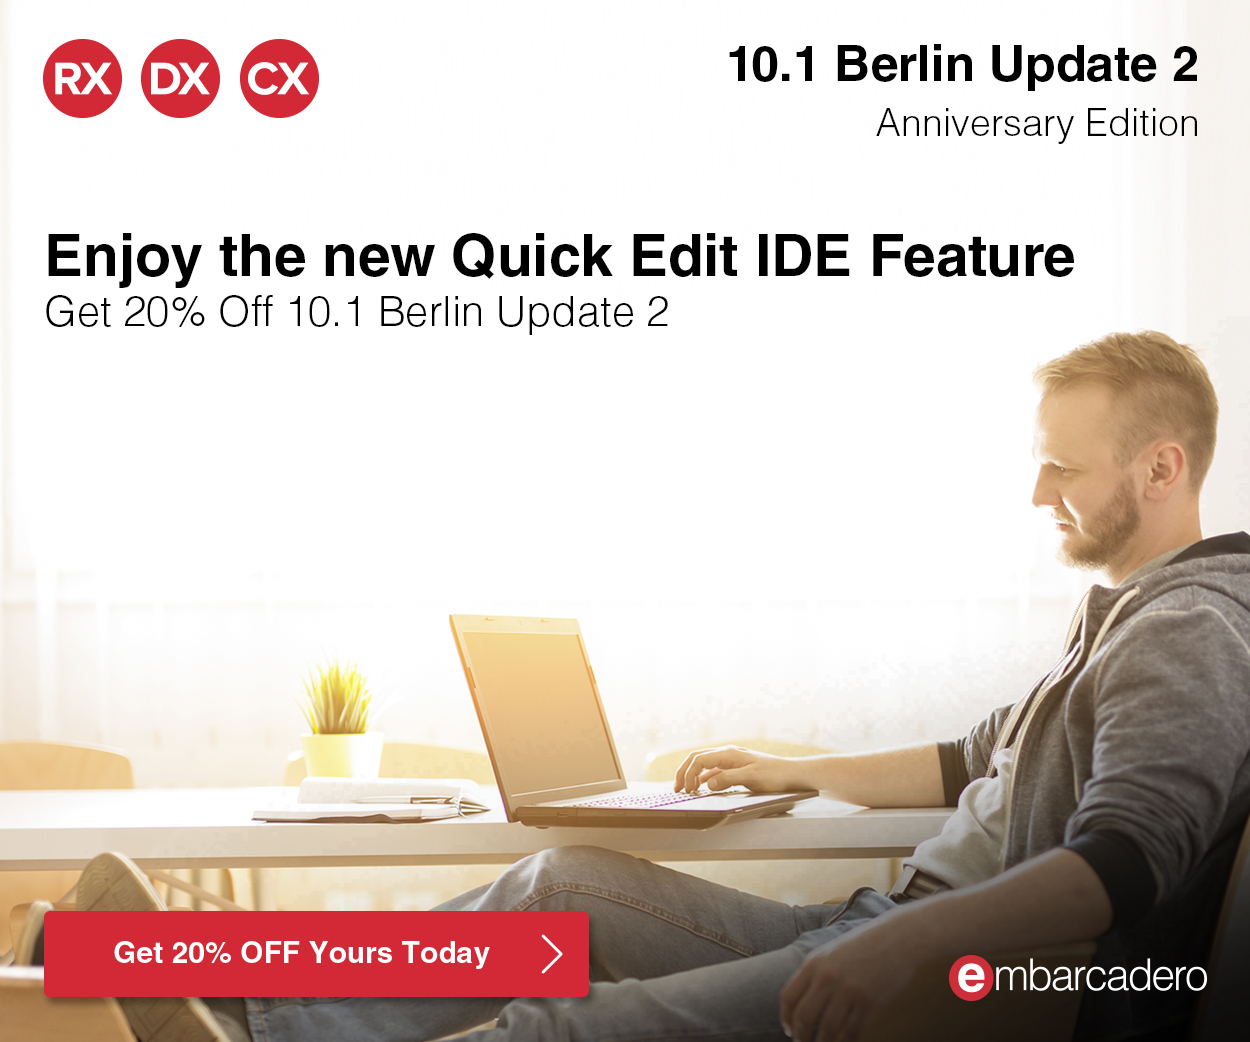 RX DX CX
10.1 Berlin Update 2
Anniversary Edition
Enjoy the new Quick Edit IDE Feature
Get 20% Off 10.1 Berlin Update 2
Get 20% OFF Yours Today
embarcadero